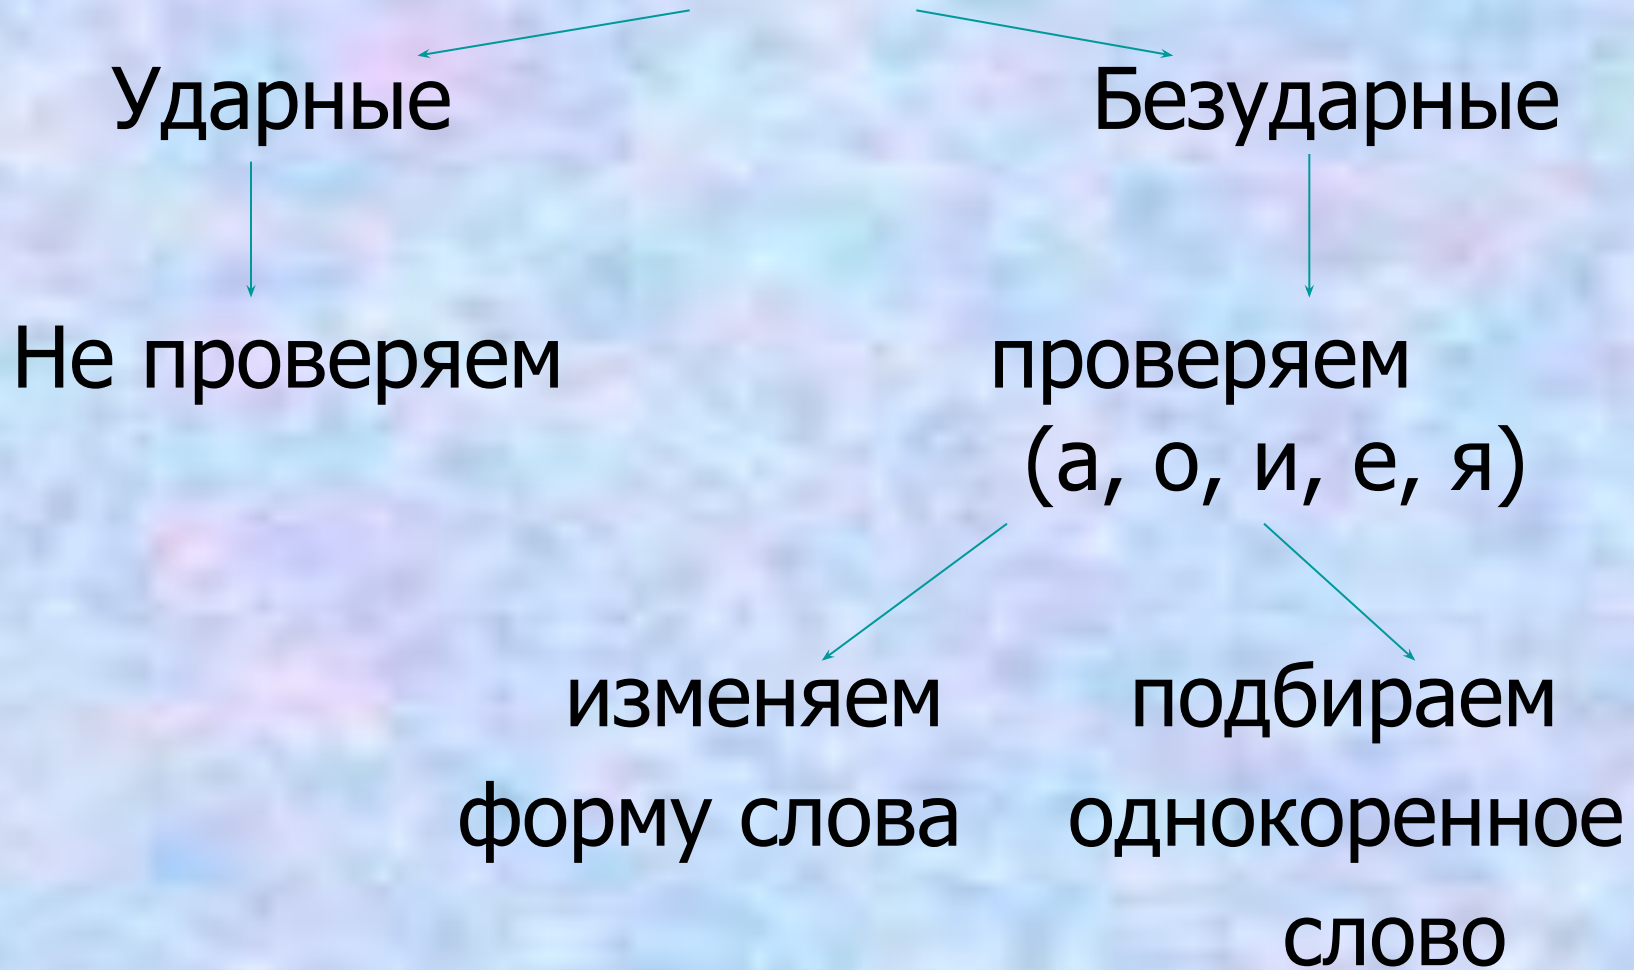 Ударные Безударные
Не проверяем проверяем
(а, о, и, е, я)
изменяем подбираем
форму слова однокоренное
слово